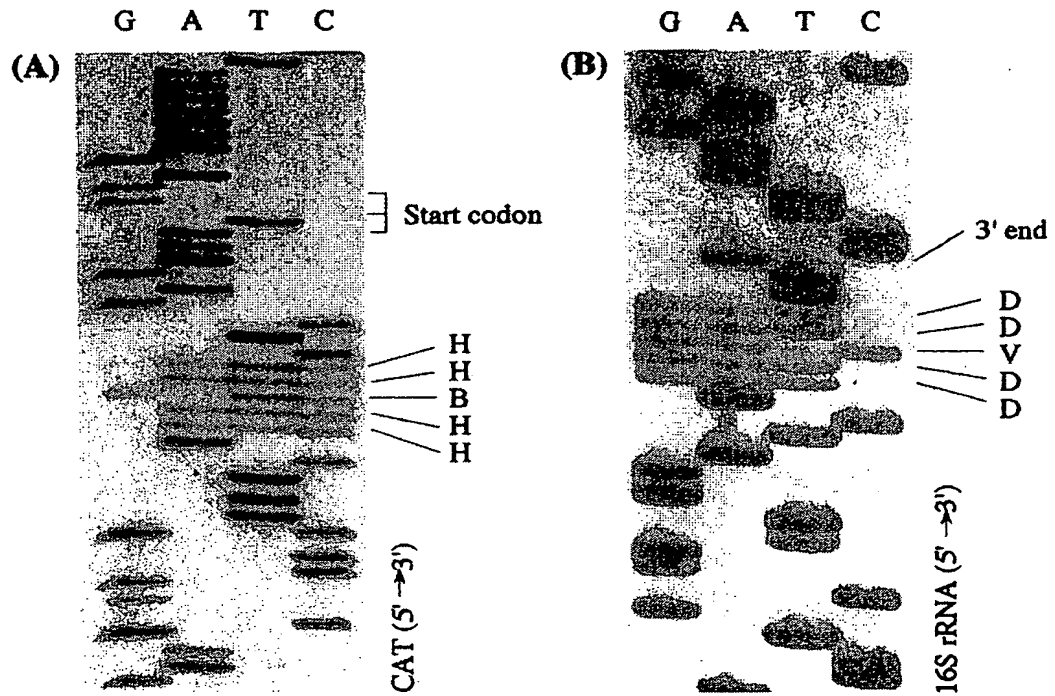 G A T C
(A)
Start codon
H
H
B
H
H
CAT (5' → 3')
G A T C
(B)
3' end
D
D
V
D
D
16S rRNA (5' → 3')